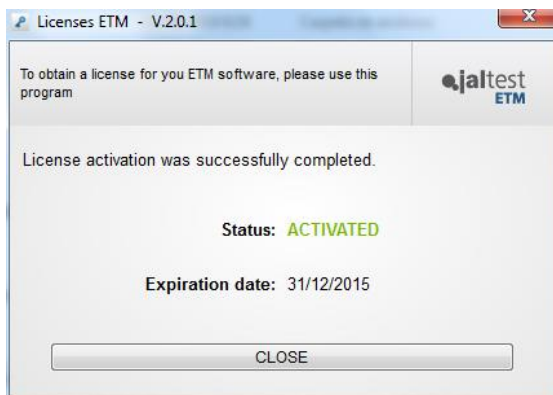 Licenses ETM - V.2.0.1
To obtain a license for you ETM software, please use this
program
jaltest
ETM
License activation was successfully completed.
Status: ACTIVATED
Expiration date: 31/12/2015
CLOSE